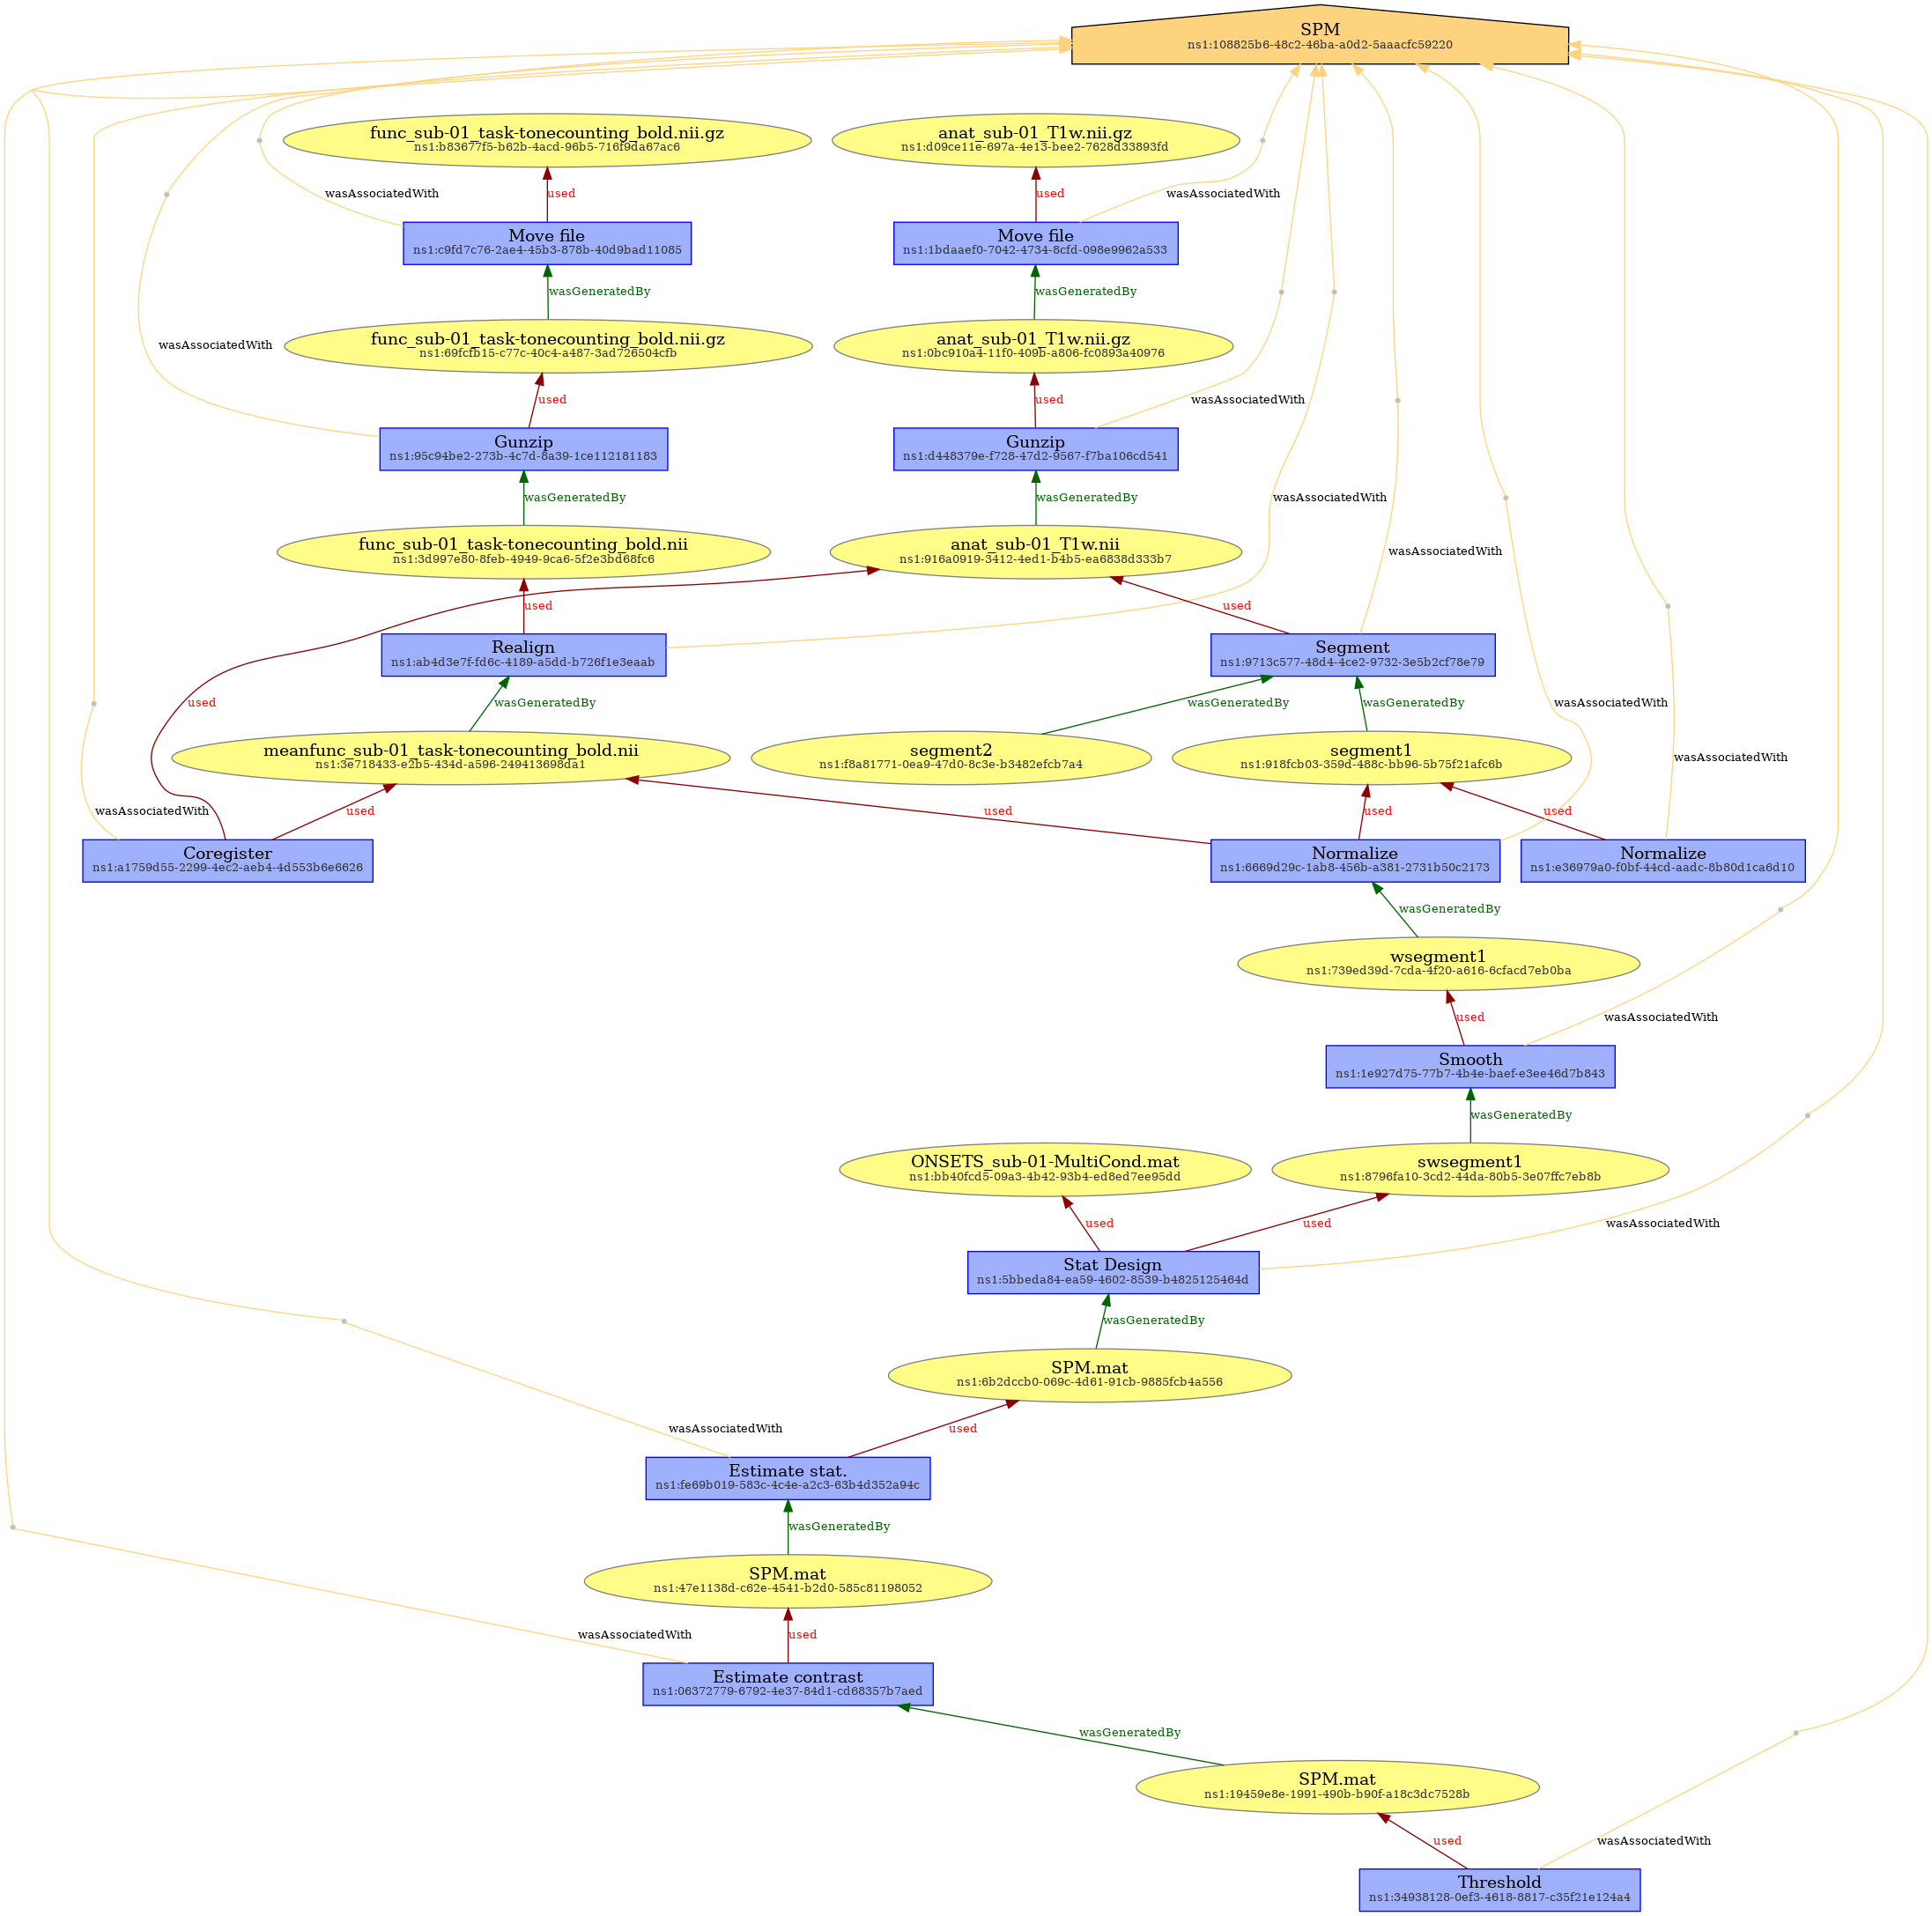 SPM
ns1:108825b6-48c2-46ba-a0d2-5aaacfc59220
func_sub-01_task-tonecounting_bold.nii.gz
ns1:b83677f5-b62b-4acd-96b5-716f9da67ac6
anat_sub-01_T1w.nii.gz
ns1:d09ce11e-697a-4e13-bee2-7628d33893fd
wasAssociatedWith
used
used
wasAssociatedWith
Move file
ns1:c9fd7c76-2ae4-45b3-878b-40d9bad11085
Move file
ns1:1bdaaef0-7042-4734-8cfd-098e9962a533
wasGeneratedBy
wasGeneratedBy
wasAssociatedWith
func_sub-01_task-tonecounting_bold.nii.gz
ns1:69fcfb15-c77c-40c4-a487-3ad726504cfb
anat_sub-01_T1w.nii.gz
ns1:0bc910a4-11f0-409b-a806-fc0893a40976
used
used
wasAssociatedWith
Gunzip
ns1:95c94be2-273b-4c7d-8a39-1ce112181183
Gunzip
ns1:d448379e-f728-47d2-9567-f7ba106cd541
wasGeneratedBy
wasGeneratedBy
wasAssociatedWith
func_sub-01_task-tonecounting_bold.nii
ns1:3d997e80-8feb-4949-9ca6-5f2e3bd68fc6
anat_sub-01_T1w.nii
ns1:916a0919-3412-4ed1-b4b5-ea6838d333b7
wasAssociatedWith
used
used
Realign
ns1:ab4d3e7f-fd6c-4189-a5dd-b726f1e3eaab
Segment
ns1:9713c577-48d4-4ce2-9732-3e5b2cf78e79
used
wasGeneratedBy
wasGeneratedBy
wasGeneratedBy
wasAssociatedWith
meanfunc_sub-01_task-tonecounting_bold.nii
ns1:3e718433-e2b5-434d-a596-249413698da1
segment2
ns1:f8a81771-0ea9-47d0-8c3e-b3482efcb7a4
segment1
ns1:918fcb03-359d-488c-bb96-5b75f21afc6b
wasAssociatedWith
wasAssociatedWith
used
used
used
used
Coregister
ns1:a1759d55-2299-4ec2-aeb4-4d553b6e6626
Normalize
ns1:6669d29c-1ab8-456b-a381-2731b50c2173
Normalize
ns1:e36979a0-f0bf-44cd-aadc-8b80d1ca6d10
wasGeneratedBy
wsegment1
ns1:739ed39d-7cda-4f20-a616-6cfacd7eb0ba
used
wasAssociatedWith
Smooth
ns1:1e927d75-77b7-4b4e-baef-e3ee46d7b843
wasGeneratedBy
ONSETS_sub-01-MultiCond.mat
ns1:bb40fcd5-09a3-4b42-93b4-ed8ed7ee95dd
swsegment1
ns1:8796fa10-3cd2-44da-80b5-3e07ffc7eb8b
used
used
wasAssociatedWith
Stat Design
ns1:5bbeda84-ea59-4602-8539-b4825125464d
wasGeneratedBy
SPM.mat
ns1:6b2dccb0-069c-4d61-91cb-9885fcb4a556
wasAssociatedWith
used
Estimate stat.
ns1:fe69b019-583c-4c4e-a2c3-63b4d352a94c
wasGeneratedBy
SPM.mat
ns1:47e1138d-c62e-4541-b2d0-585c81198052
wasAssociatedWith
used
Estimate contrast
ns1:06372779-6792-4e37-84d1-cd68357b7aed
wasGeneratedBy
SPM.mat
ns1:19459e8e-1991-490b-b90f-a18c3dc7528b
used
wasAssociatedWith
Threshold
ns1:34938128-0ef3-4618-8817-c35f21e124a4